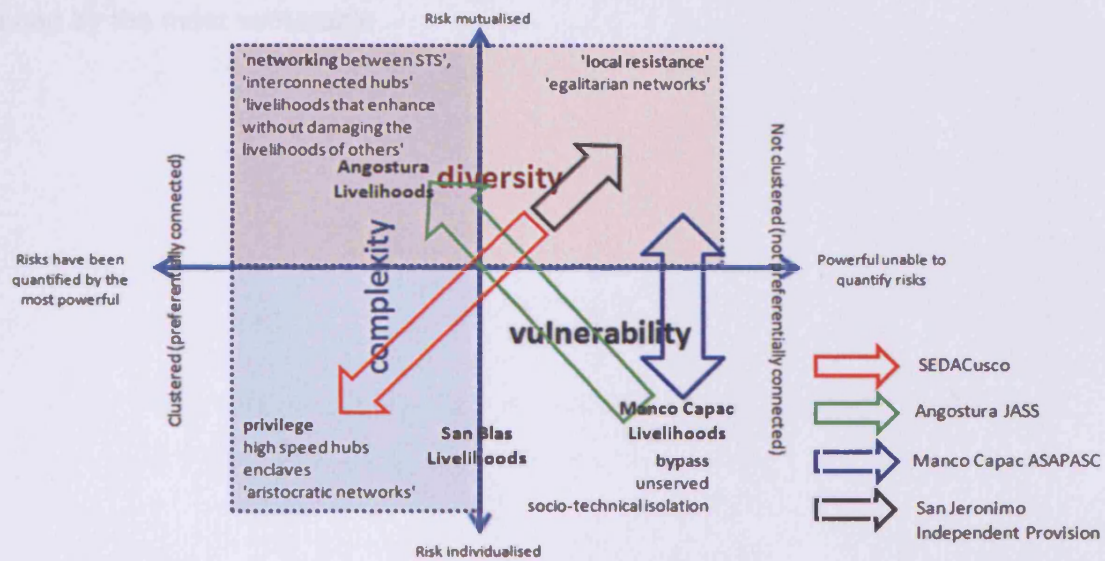 Risk mutualised
'networking between STS',
'interconnected hubs'
'livelihoods that enhance
without damaging the
livelihoods of others'
'local resistance'
'egalitarian networks'
Angostura
Livelihoods
diversity
Clustered (preferentially connected)
complexity
Not clustered (not preferentially connected)
Risks have been
quantified by the
most powerful
Powerful unable to
quantify risks
vulnerability
privilege
high speed hubs
enclaves
'aristocratic networks'
San Blas
Livelihoods
Manco Capac
Livelihoods
bypass
unserved
socio-technical isolation
Risk individualised
SEDACusco
Angostura JASS
Manco Capac ASAPASC
San Jeronimo
Independent Provision